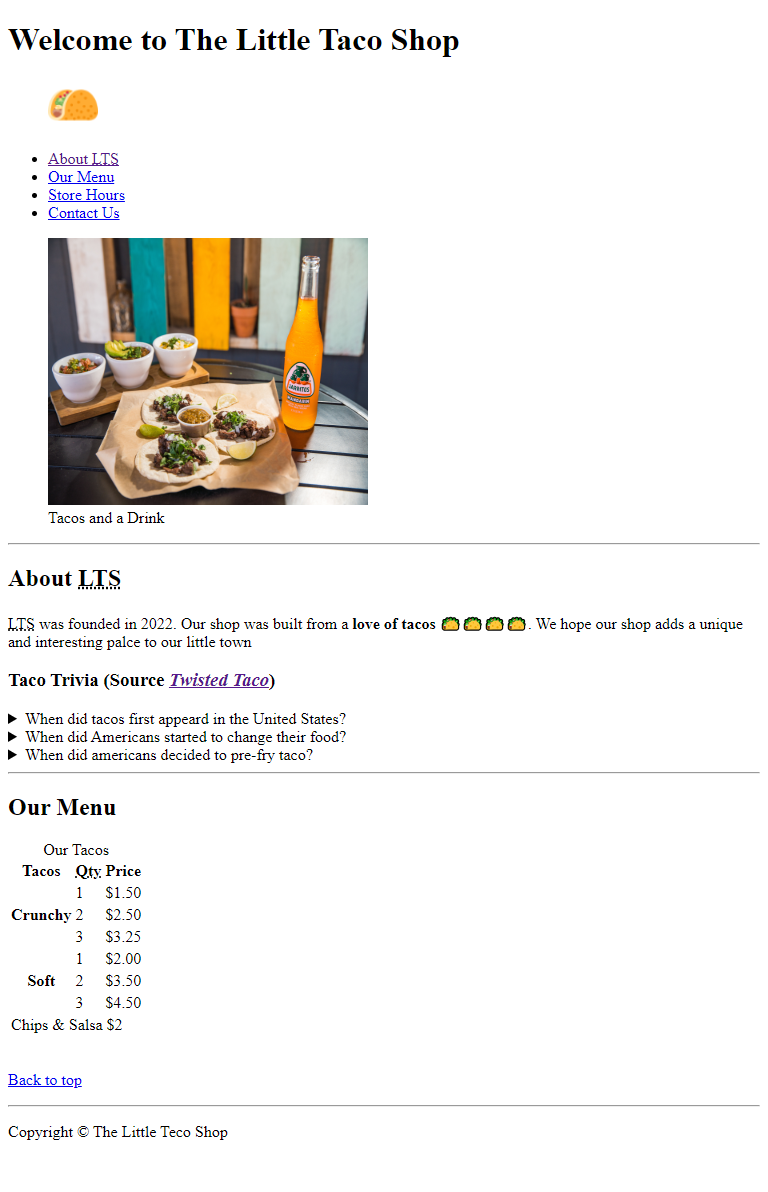 Welcome to The Little Taco Shop
About LTS
Our Menu
Store Hours
Contact Us
JARRITOS
MANDARIN
Tacos and a Drink
About LTS
LTS was founded in 2022. Our shop was built from a love of tacos 🌮🌮🌮🌮. We hope our shop adds a unique
and interesting palce to our little town
Taco Trivia (Source Twisted Taco)
When did tacos first appeard in the United States?
When did Americans started to change their food?
When did americans decided to pre-fry taco?
Our Menu
Our Tacos
Tacos Qty Price
1 $1.50
Crunchy 2 $2.50
3 $3.25
1 $2.00
Soft 2 $3.50
3 $4.50
Chips & Salsa $2
Back to top
Copyright © The Little Teco Shop